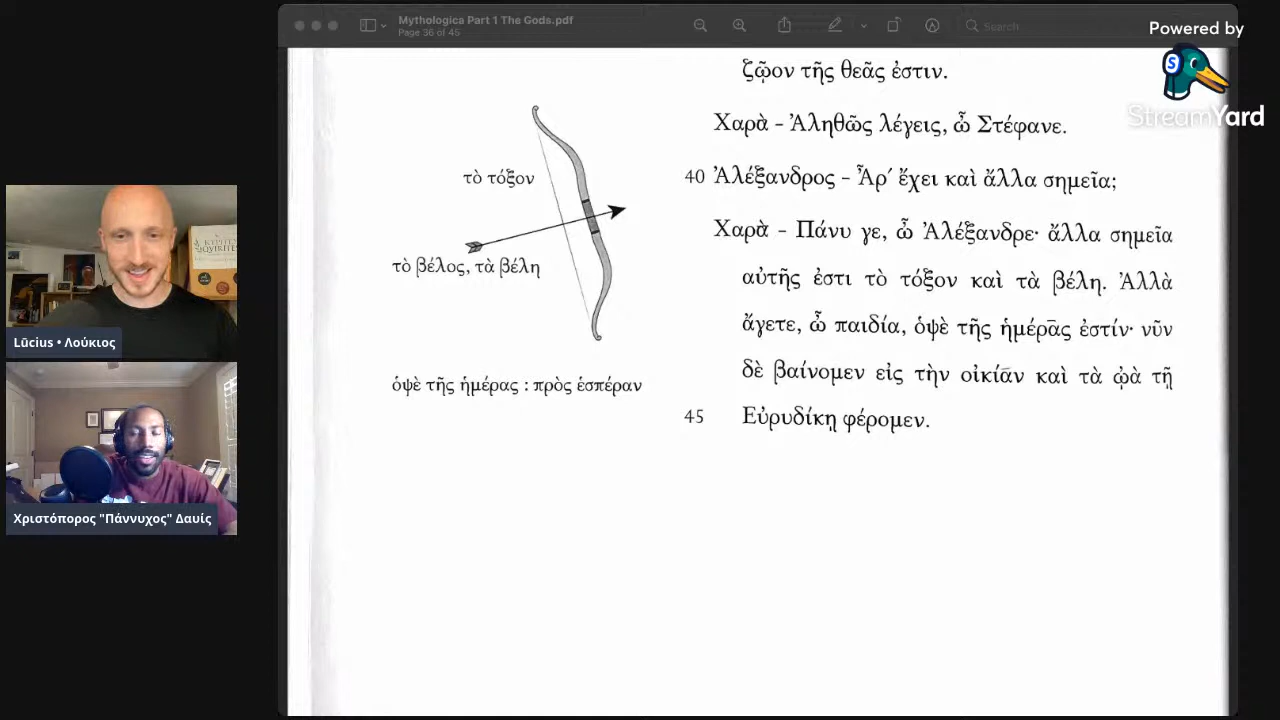 Mythologica Part 1 The Gods.pdf
Page 36 of 45
Search
Powered by
S
StreamYard
ζῷον τῆς θεᾶς ἐστιν.
Χαρὰ – Ἀληθῶς λέγεις, ὦ Στέφανε.
40 Ἀλέξανδρος – Ἆρ’ ἔχει καὶ ἄλλα σημεῖα;
Χαρὰ – Πάνυ γε, ὦ Ἀλέξανδρε· ἄλλα σημεῖα
αὐτῆς ἐστι τὸ τόξον καὶ τὰ βέλη. Ἀλλὰ
ἄγετε, ὦ παιδία, ὀψὲ τῆς ἡμέρᾱς ἐστίν· νῦν
δὲ βαίνομεν εἰς τὴν οἰκίᾱν καὶ τὰ ᾠὰ τῇ
45 Εὐρυδίκῃ φέρομεν.
τὸ τόξον
τὸ βέλος, τὰ βέλη
ὀψὲ τῆς ἡμέρας : πρὸς ἑσπέραν
Lūcius • Λούκιος
Χριστόπορος "Πάννυχος" Δαυίς